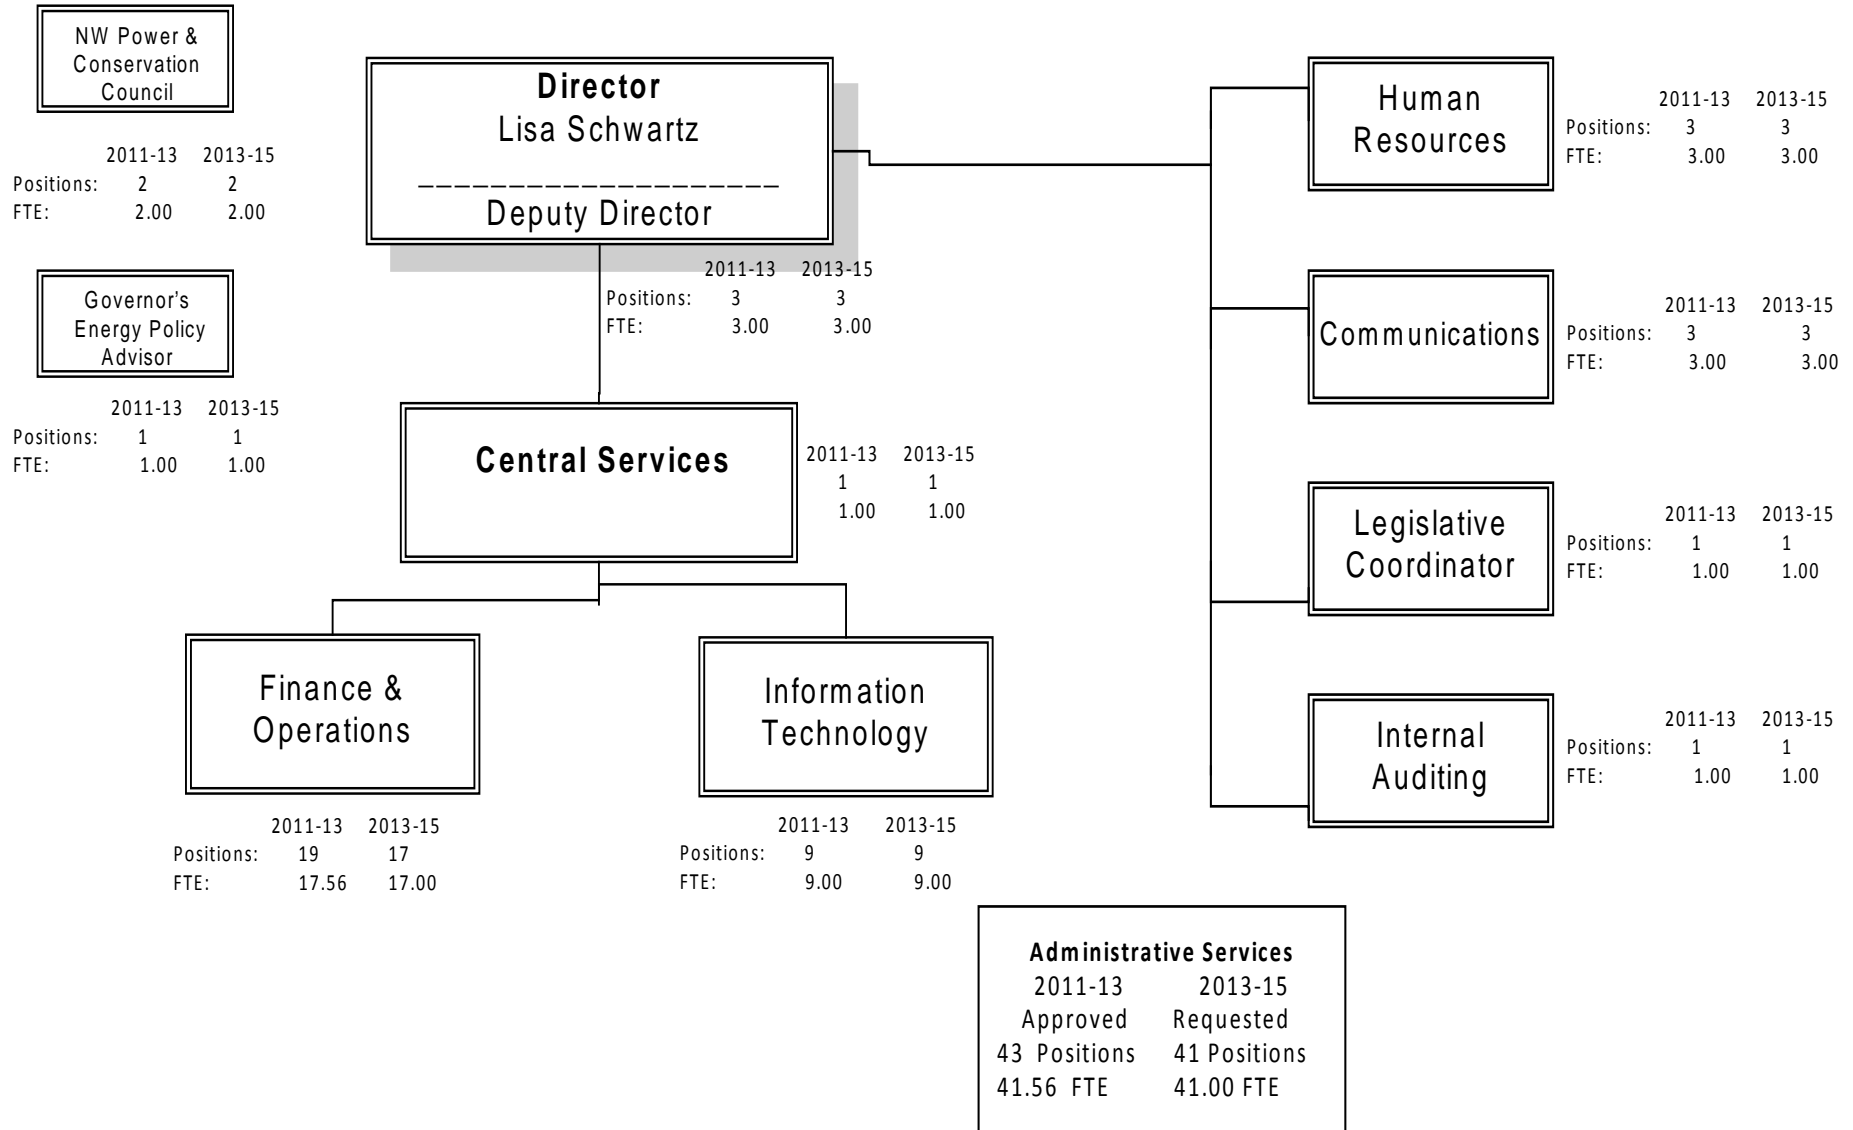 NW Power &
Conservation
Council
2011-13 2013-15
Positions: 2 2
FTE: 2.00 2.00
Governor's
Energy Policy
Advisor
2011-13 2013-15
Positions: 1 1
FTE: 1.00 1.00
Director
Lisa Schwartz
____________________
Deputy Director
2011-13 2013-15
Positions: 3 3
FTE: 3.00 3.00
Central Services
2011-13 2013-15
1 1
1.00 1.00
Finance &
Operations
2011-13 2013-15
Positions: 19 17
FTE: 17.56 17.00
Information
Technology
2011-13 2013-15
Positions: 9 9
FTE: 9.00 9.00
Human
Resources
2011-13 2013-15
Positions: 3 3
FTE: 3.00 3.00
Communications
2011-13 2013-15
Positions: 3 3
FTE: 3.00 3.00
Legislative
Coordinator
2011-13 2013-15
Positions: 1 1
FTE: 1.00 1.00
Internal
Auditing
2011-13 2013-15
Positions: 1 1
FTE: 1.00 1.00
Administrative Services
2011-13 2013-15
Approved Requested
43 Positions 41 Positions
41.56 FTE 41.00 FTE